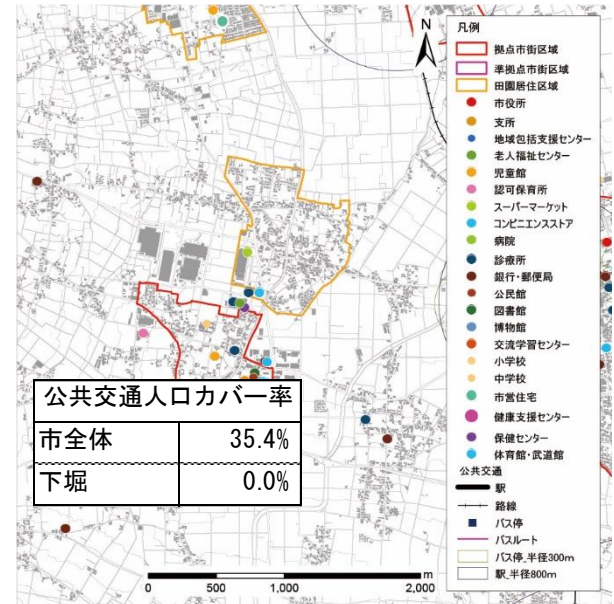 N
凡例
拠点市街区域
準拠点市街区域
田園居住区域
市役所
支所
地域包括支援センター
老人福祉センター
児童館
認可保育所
スーパーマーケット
コンビニエンスストア
病院
診療所
銀行・郵便局
公民館
図書館
博物館
交流学習センター
小学校
中学校
市営住宅
健康支援センター
保健センター
体育館・武道館
公共交通
駅
路線
バス停
バスルート
バス停_半径300m
駅_半径800m
公共交通人口カバー率
市全体 35.4%
下堀 0.0%
m
0 500 1,000 2,000